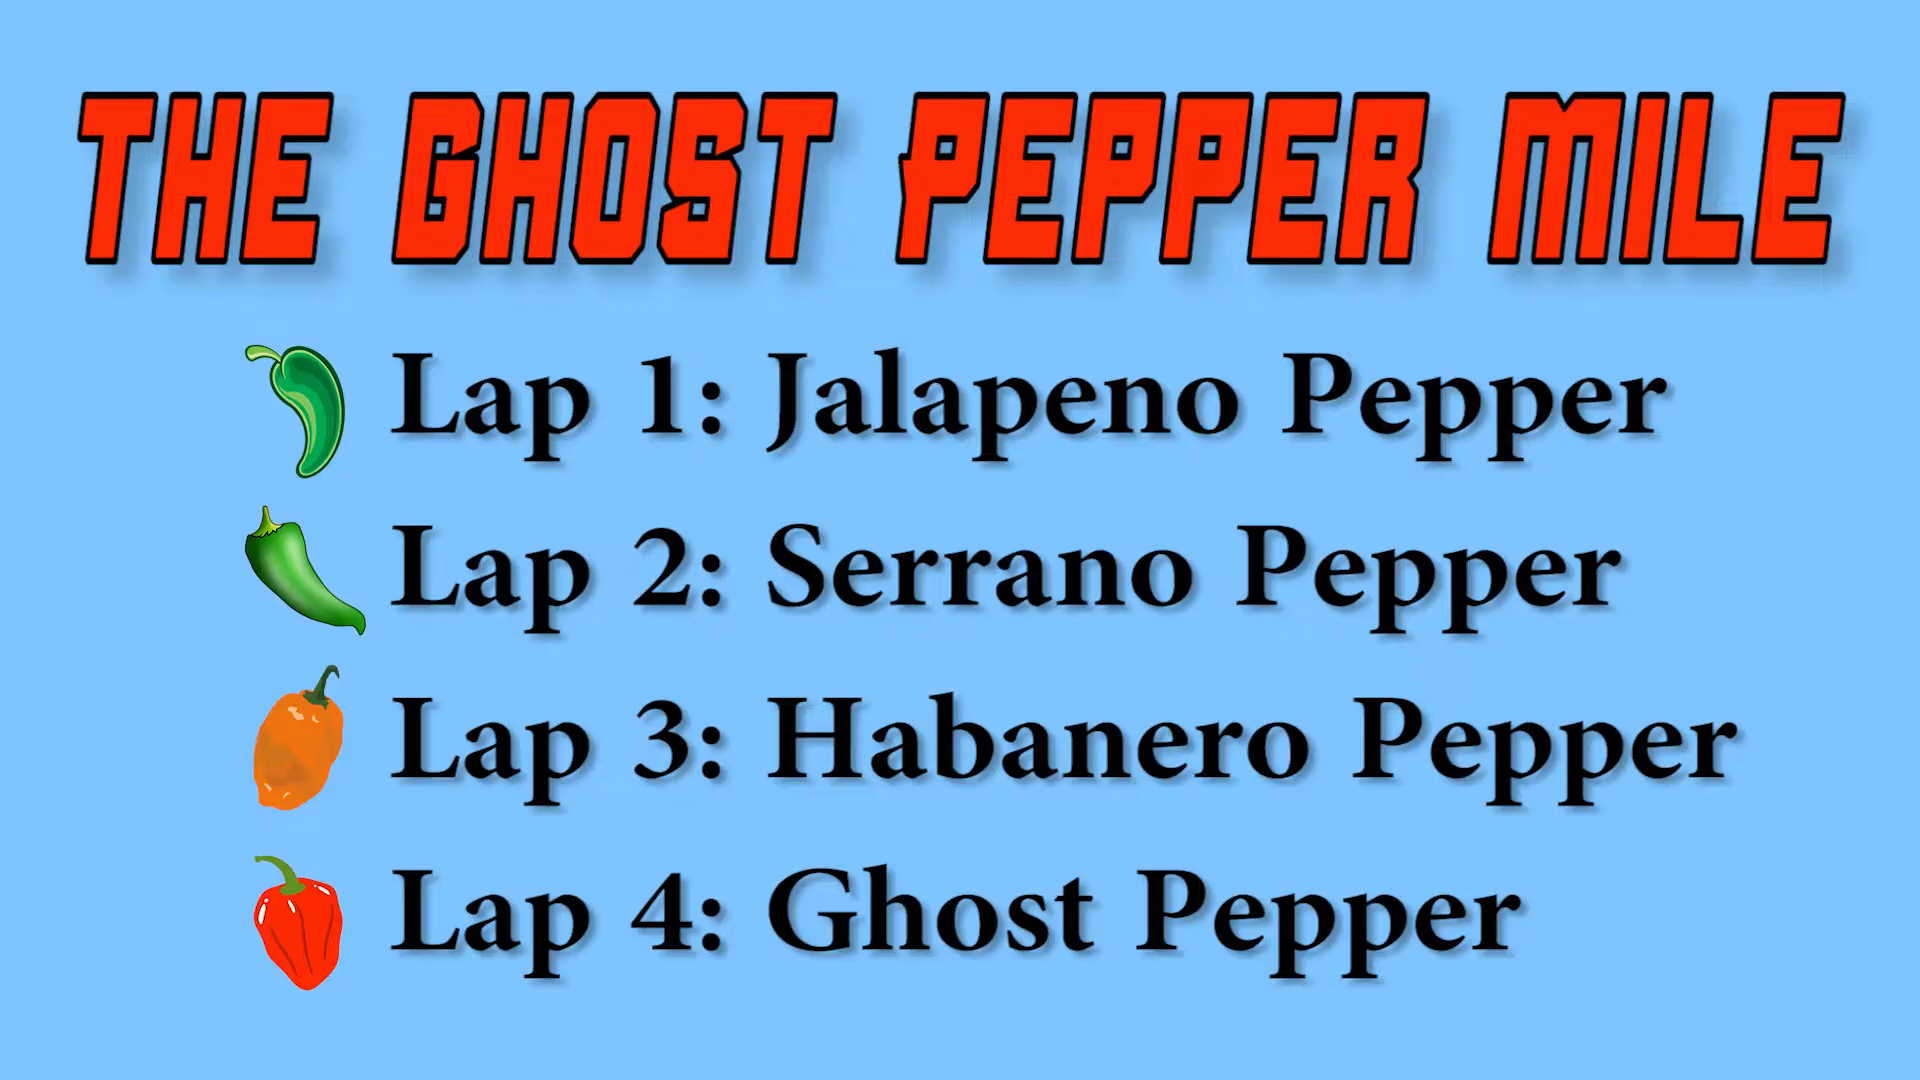 THE GHOST PEPPER MILE
Lap 1: Jalapeno Pepper
Lap 2: Serrano Pepper
Lap 3: Habanero Pepper
Lap 4: Ghost Pepper